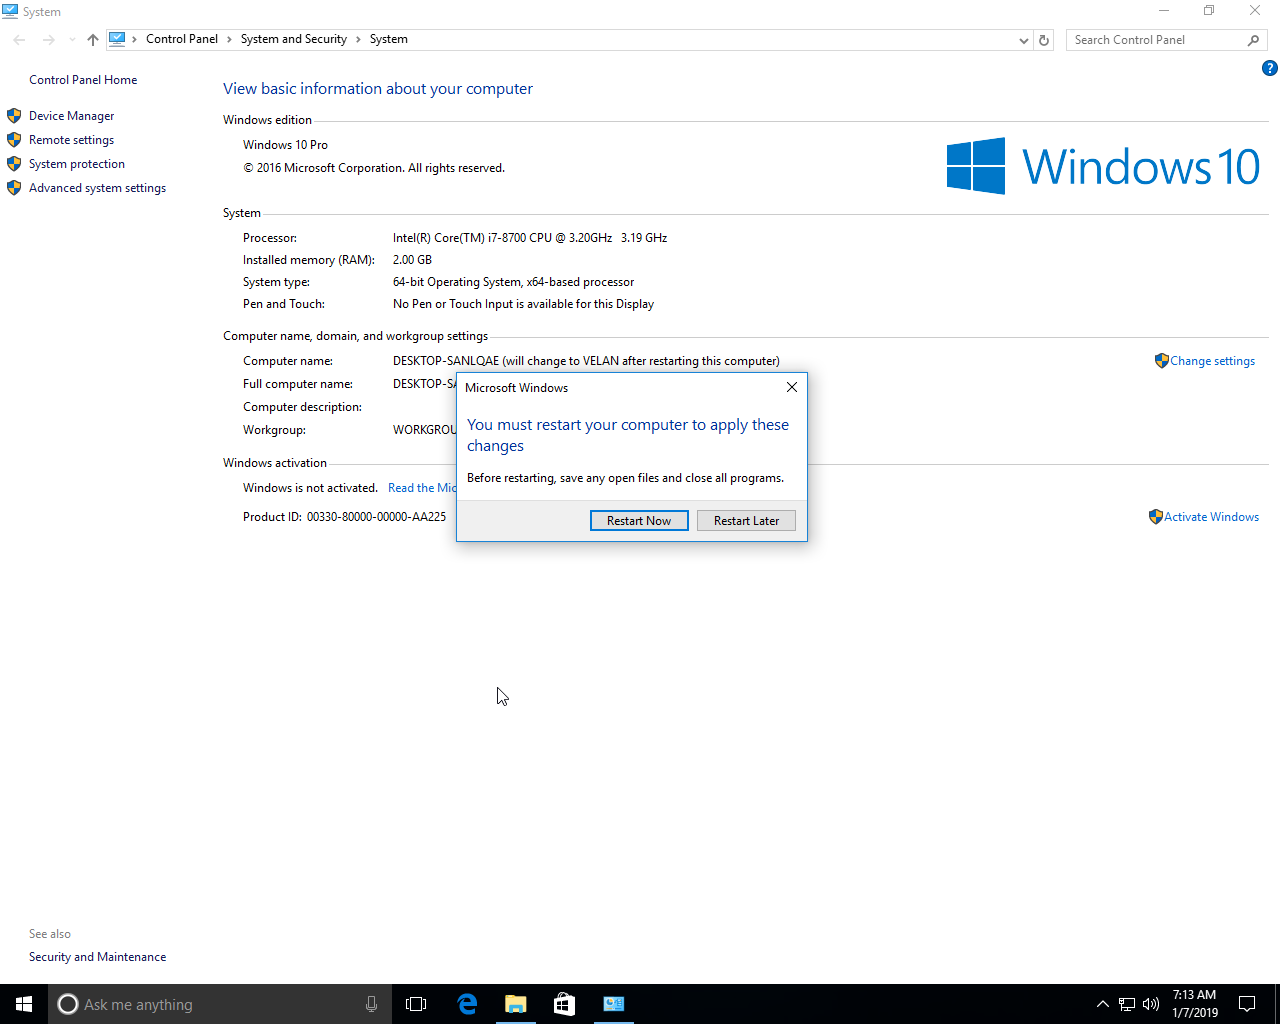 System
Control Panel
System and Security
System
Search Control Panel
Control Panel Home
Device Manager
Remote settings
System protection
Advanced system settings
See also
Security and Maintenance
?
View basic information about your computer
Windows edition
Windows 10 Pro
© 2016 Microsoft Corporation. All rights reserved.
Windows 10
System
Processor: Intel(R) Core(TM) i7-8700 CPU @ 3.20GHz 3.19 GHz
Installed memory (RAM): 2.00 GB
System type: 64-bit Operating System, x64-based processor
Pen and Touch: No Pen or Touch Input is available for this Display
Computer name, domain, and workgroup settings
Computer name: DESKTOP-SANLQAE (will change to VELAN after restarting this computer)
Change settings
Full computer name: DESKTOP-SA
Computer description:
Workgroup: WORKGROU
Windows activation
Windows is not activated. Read the Mic
Product ID: 00330-80000-00000-AA225
Activate Windows
Microsoft Windows
You must restart your computer to apply these
changes
Before restarting, save any open files and close all programs.
Restart Now
Restart Later
Ask me anything
7:13 AM
1/7/2019